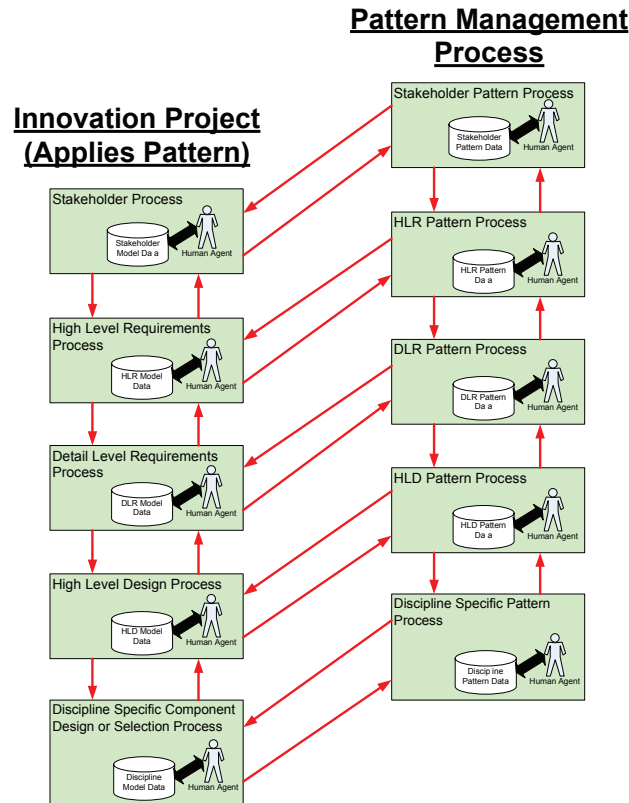 Pattern Management
Process
Innovation Project
(Applies Pattern)
Stakeholder Process
Stakeholder
Model Da a
Human Agent
High Level Requirements
Process
HLR Model
Data
Human Agent
Detail Level Requirements
Process
DLR Model
Data
Human Agent
High Level Design Process
HLD Model
Data
Human Agent
Discipline Specific Component
Design or Selection Process
Discipline
Model Data
Human Agent
Stakeholder Pattern Process
Stakeholder
Pattern Data
Human Agent
HLR Pattern Process
HLR Pattern
Da a
Human Agent
DLR Pattern Process
DLR Pattern
Da a
Human Agent
HLD Pattern Process
HLD Pattern
Da a
Human Agent
Discipline Specific Pattern
Process
Discip ine
Pattern Data
Human Agent